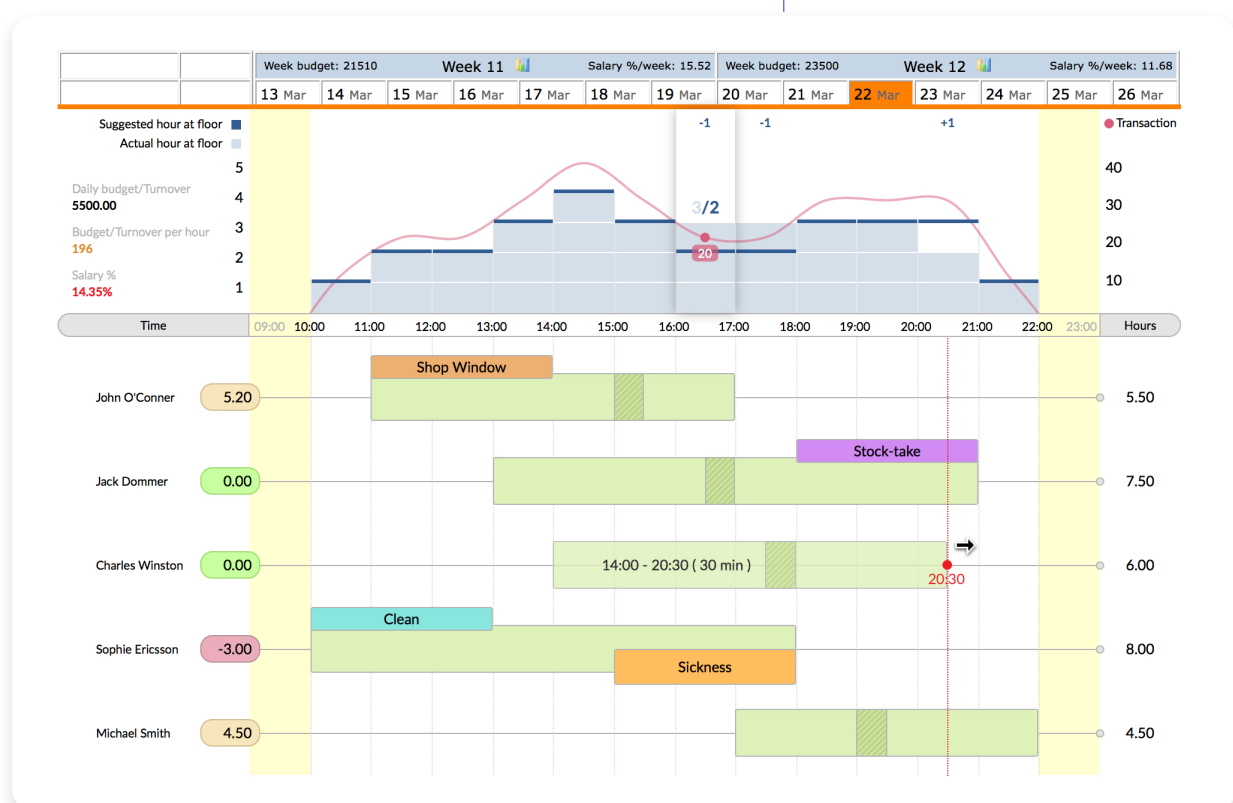 Week budget: 21510 Week 11 Salary %/week: 15.52 Week budget: 23500 Week 12 Salary %/week: 11.68
13 Mar 14 Mar 15 Mar 16 Mar 17 Mar 18 Mar 19 Mar 20 Mar 21 Mar 22 Mar 23 Mar 24 Mar 25 Mar 26 Mar
Suggested hour at floor -1 -1 +1 Transaction
Actual hour at floor
5 40
Daily budget/Turnover
5500.00
4 30
3/2
Budget/Turnover per hour
196
3 20
20
2
Salary %
14.35%
1 10
Time 09:00 10:00 11:00 12:00 13:00 14:00 15:00 16:00 17:00 18:00 19:00 20:00 21:00 22:00 23:00 Hours
Shop Window
John O'Conner 5.20 5.50
Stock-take
Jack Dommer 0.00 7.50
Charles Winston 0.00 14:00 - 20:30 ( 30 min ) 6.00
20:30
Clean
Sophie Ericsson -3.00 8.00
Sickness
Michael Smith 4.50 4.50